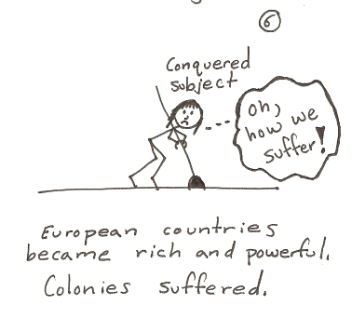 6
Conquered
subject
oh,
how we
suffer!
European countries
became rich and powerful.
Colonies suffered.